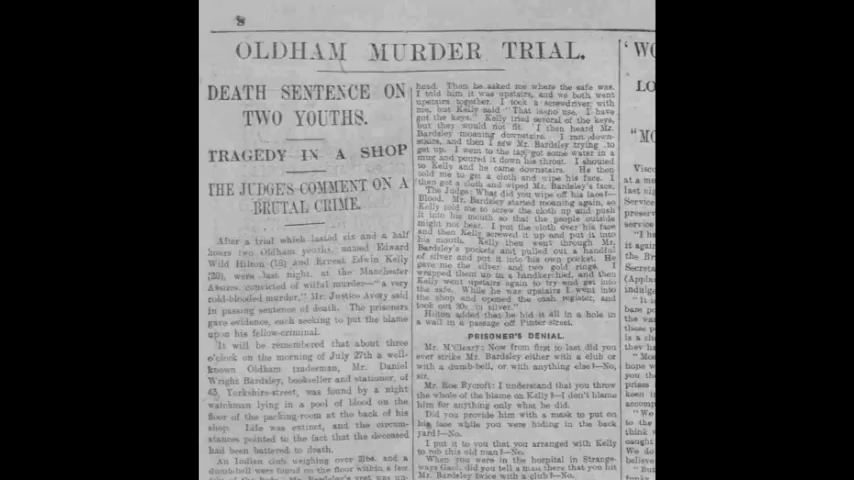 8
OLDHAM MURDER TRIAL.
DEATH SENTENCE ON
TWO YOUTHS.
TRAGEDY IN A SHOP
THE JUDGE'S COMMENT ON A
BRUTAL CRIME.
After a trial which lasted six and a half
hours two Oldham youths, named Edward
Wild Hilton (18) and Ernest Edwin Kelly
(20), were last night, at the Manchester
Assizes, convicted of wilful murder—"a very
cold-blooded murder," Mr. Justice Avory said
in passing sentence of death. The prisoners
gave evidence, each seeking to put the blame
upon his fellow-criminal.
It will be remembered that about three
o'clock on the morning of July 27th a well-
known Oldham tradesman, Mr. Daniel
Wright Bardsley, bookseller and stationer, of
Yorkshire-street, was found by a night
watchman lying in a pool of blood on the
floor of the packing-room at the back of his
shop. Life was extinct, and the circum-
stances pointed to the fact that the deceased
had been battered to death.
An Indian club weighing over 2lbs. and a
dumb-bell were found on the floor within a few
head. Then he asked me where the safe was.
I told him it was upstairs, and we both went
upstairs together. I took a screwdriver with
me, but Kelly said "That is no use. I have
got the keys." Kelly tried several of the keys,
but they would not fit. I then heard Mr.
Bardsley moaning downstairs. I ran down-
stairs, and then I saw Mr. Bardsley trying to
get up. I went to the tap, got some water in a
mug and poured it down his throat. I shouted
to Kelly and he came downstairs. He then
told me to get a cloth and wipe his face. I
then got a cloth and wiped Mr. Bardsley's face.
The Judge: What did you wipe off his face?—
Blood. Mr. Bardsley started moaning again, so
Kelly told me to screw the cloth up and push
it into his mouth so that the people outside
might not hear. I put the cloth over his face
and then Kelly screwed it up and put it into
his mouth. Kelly then went through Mr.
Bardsley's pockets and pulled out a handful
of silver and put it into his own pocket. He
gave me the silver and two gold rings. I
wrapped them up in a handkerchief, and then
Kelly went upstairs again to try and get into
the safe. While he was upstairs I went into
the shop and opened the cash register, and
took out 30s. in silver."
Hilton added that he hid it all in a hole in
a wall in a passage off Pinter-street.
PRISONER'S DENIAL.
Mr. M'Cleary: Now from first to last did you
ever strike Mr. Bardsley either with a club or
with a dumb-bell, or with anything else?—No,
sir.
Mr. Roe Rycroft: I understand that you throw
the whole of the blame on Kelly?—I don't blame
him for anything only what he did.
Did you provide him with a mask to put on
his face while you were hiding in the back
yard?—No.
I put it to you that you arranged with Kelly
to rob this old man?—No.
When you were in the hospital in Strange-
ways Gaol, did you tell a man there that you hit
Mr. Bardsley twice with a club?—No.